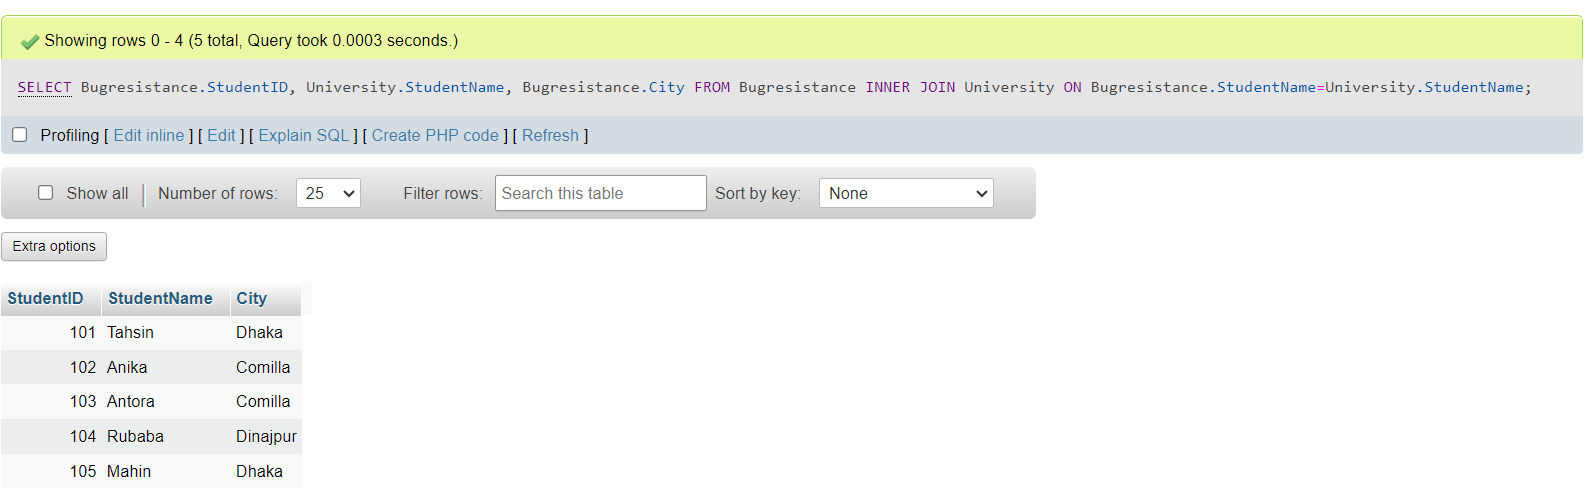 Showing rows 0 - 4 (5 total, Query took 0.0003 seconds.)
SELECT Bugresistance.StudentID, University.StudentName, Bugresistance.City FROM Bugresistance INNER JOIN University ON Bugresistance.StudentName=University.StudentName;
Profiling [ Edit inline ] [ Edit ] [ Explain SQL ] [ Create PHP code ] [ Refresh ]
Show all | Number of rows: 25 Filter rows: Search this table Sort by key: None
Extra options
StudentID StudentName City
101 Tahsin Dhaka
102 Anika Comilla
103 Antora Comilla
104 Rubaba Dinajpur
105 Mahin Dhaka